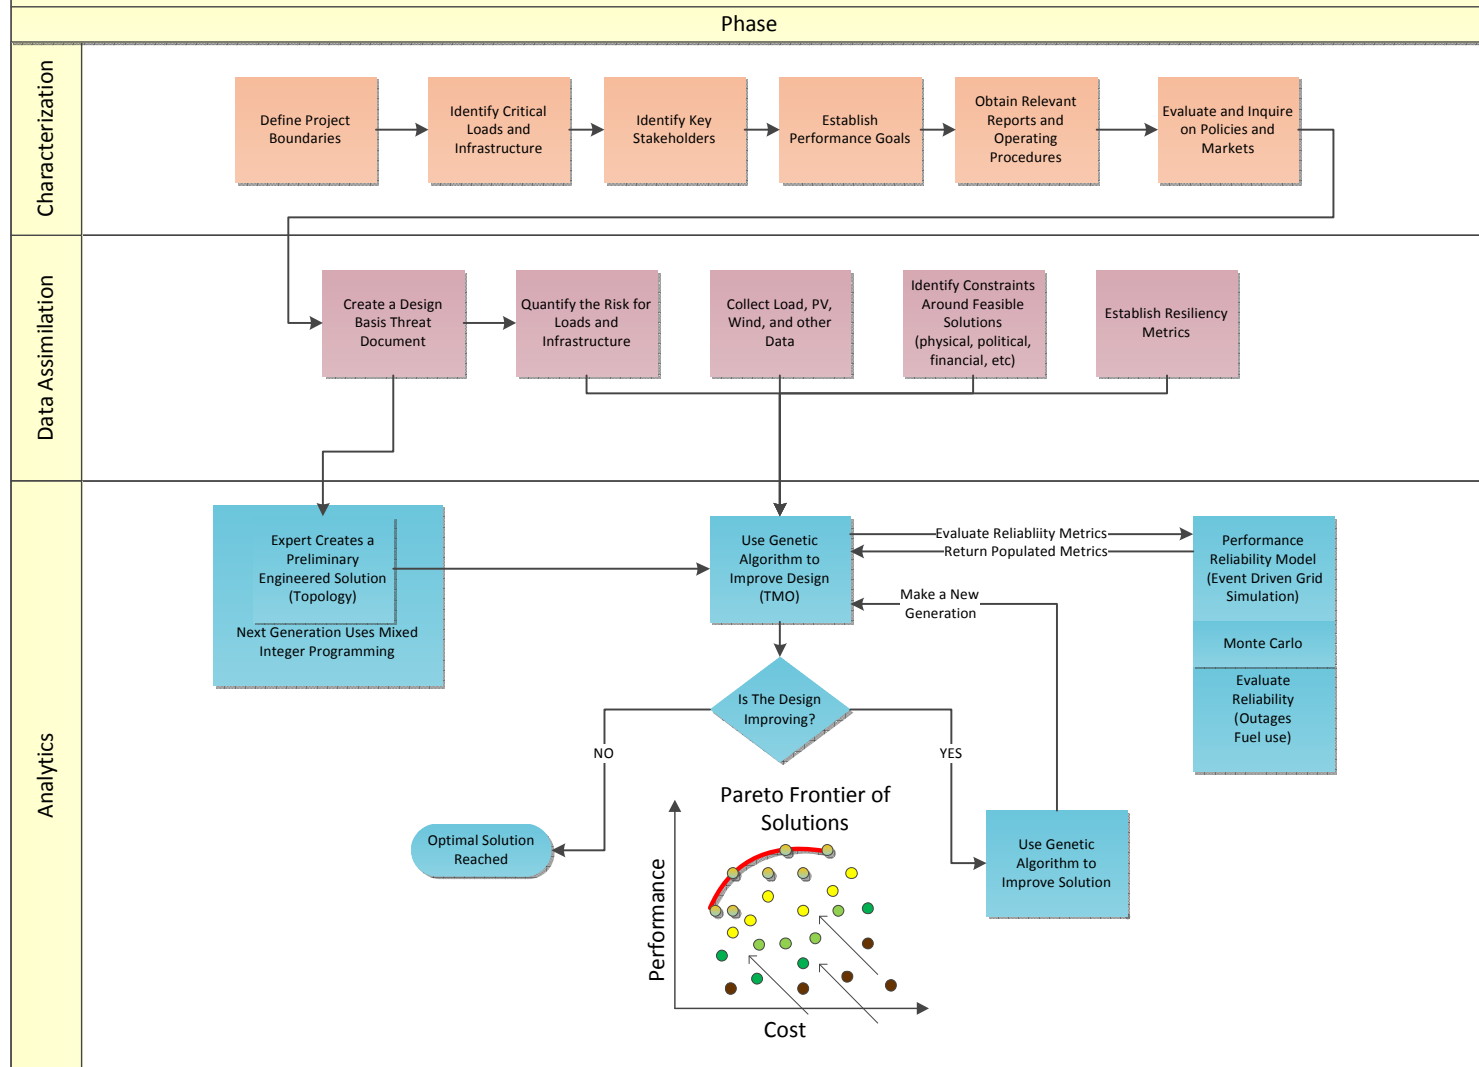 Phase
Characterization
Define Project
Boundaries
Identify Critical
Loads and
Infrastructure
Identify Key
Stakeholders
Establish
Performance Goals
Obtain Relevant
Reports and
Operating
Procedures
Evaluate and Inquire
on Policies and
Markets
Data Assimilation
Create a Design
Basis Threat
Document
Quantify the Risk for
Loads and
Infrastructure
Collect Load, PV,
Wind, and other
Data
Identify Constraints
Around Feasible
Solutions
(physical, political,
financial, etc)
Establish Resiliency
Metrics
Analytics
Expert Creates a
Preliminary
Engineered Solution
(Topology)
Next Generation Uses Mixed
Integer Programming
Use Genetic
Algorithm to
Improve Design
(TMO)
Evaluate Reliabliity Metrics
Return Populated Metrics
Performance
Reliability Model
(Event Driven Grid
Simulation)
Monte Carlo
Evaluate
Reliability
(Outages
Fuel use)
Make a New
Generation
Is The Design
Improving?
NO
YES
Optimal Solution
Reached
Use Genetic
Algorithm to
Improve Solution
Pareto Frontier of
Solutions
Performance
Cost